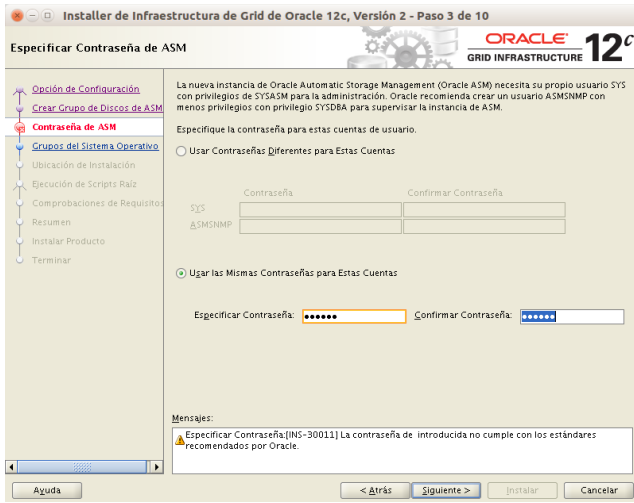 Installer de Infraestructura de Grid de Oracle 12c, Versión 2 - Paso 3 de 10
Especificar Contraseña de ASM
ORACLE
GRID INFRASTRUCTURE 12c
Opción de Configuración
Crear Grupo de Discos de ASM
Contraseña de ASM
Grupos del Sistema Operativo
Ubicación de Instalación
Ejecución de Scripts Raíz
Comprobaciones de Requisitos
Resumen
Instalar Producto
Terminar
La nueva instancia de Oracle Automatic Storage Management (Oracle ASM) necesita su propio usuario SYS
con privilegios de SYSASM para la administración. Oracle recomienda crear un usuario ASMSNMP con
menos privilegios con privilegio SYSDBA para supervisar la instancia de ASM.
Especifique la contraseña para estas cuentas de usuario.
Usar Contraseñas Diferentes para Estas Cuentas
Contraseña Confirmar Contraseña
SYS
ASMSNMP
Usar las Mismas Contraseñas para Estas Cuentas
Especificar Contraseña: •••••• Confirmar Contraseña: ••••••
Mensajes:
Especificar Contraseña:[INS-30011] La contraseña de introducida no cumple con los estándares
recomendados por Oracle.
Ayuda < Atrás Siguiente > Instalar Cancelar